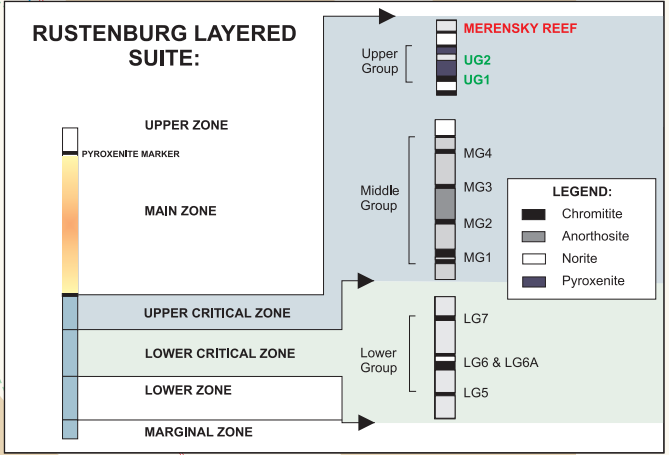 RUSTENBURG LAYERED
SUITE:
UPPER ZONE
PYROXENITE MARKER
MAIN ZONE
UPPER CRITICAL ZONE
LOWER CRITICAL ZONE
LOWER ZONE
MARGINAL ZONE
Upper
Group
MERENSKY REEF
UG2
UG1
Middle
Group
MG4
MG3
MG2
MG1
Lower
Group
LG7
LG6 & LG6A
LG5
LEGEND:
Chromitite
Anorthosite
Norite
Pyroxenite